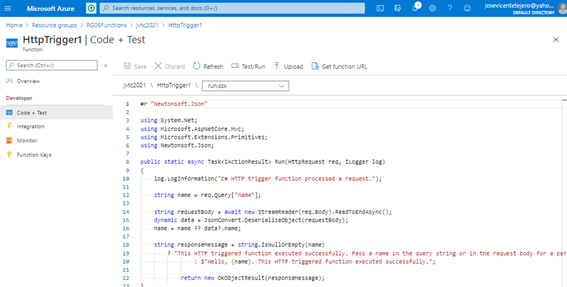 Microsoft Azure
Search resources, services, and docs (G+/)
josevicentetejero@yaho...
DEFAULT DIRECTORY
Home > Resource groups > RG0SFunctions > jvtc2021 > HttpTrigger1
HttpTrigger1 | Code + Test
Function
Search (Ctrl+/)
Overview
Developer
Code + Test
Integration
Monitor
Function Keys
Save Discard Refresh Test/Run Upload Get function URL
jvtc2021 \ HttpTrigger1 \ run.csx
1 #r "Newtonsoft.Json"
2
3 using System.Net;
4 using Microsoft.AspNetCore.Mvc;
5 using Microsoft.Extensions.Primitives;
6 using Newtonsoft.Json;
7
8 public static async Task<IActionResult> Run(HttpRequest req, ILogger log)
9 {
10 log.LogInformation("C# HTTP trigger function processed a request.");
11
12 string name = req.Query["name"];
13
14 string requestBody = await new StreamReader(req.Body).ReadToEndAsync();
15 dynamic data = JsonConvert.DeserializeObject(requestBody);
16 name = name ?? data?.name;
17
18 string responseMessage = string.IsNullOrEmpty(name)
19 ? "This HTTP triggered function executed successfully. Pass a name in the query string or in the request body for a per
20 : $"Hello, {name}. This HTTP triggered function executed successfully.";
21
22 return new OkObjectResult(responseMessage);